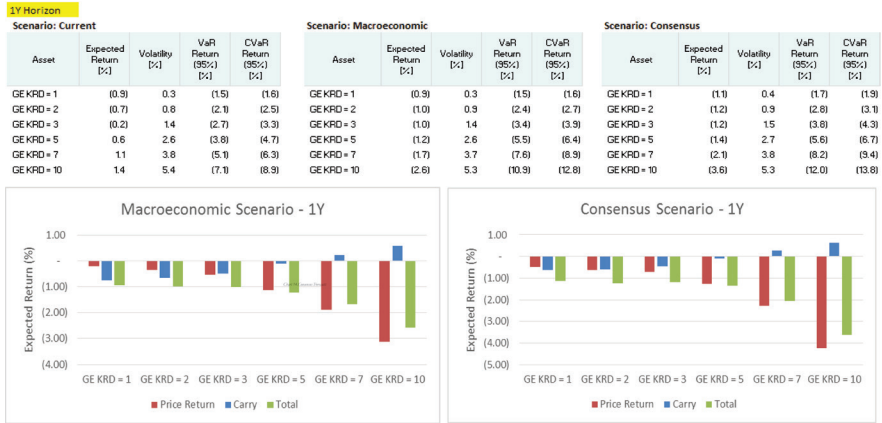 1Y Horizon
Scenario: Current
Asset Expected Return [%] Volatility [%] VaR Return (95%) [%] CVaR Return (95%) [%]
GE KRD = 1 (0.9) 0.3 (1.5) (1.6)
GE KRD = 2 (0.7) 0.8 (2.1) (2.5)
GE KRD = 3 (0.2) 1.4 (2.7) (3.3)
GE KRD = 5 0.6 2.6 (3.8) (4.7)
GE KRD = 7 1.1 3.8 (5.1) (6.3)
GE KRD = 10 1.4 5.4 (7.1) (8.9)
Scenario: Macroeconomic
Asset Expected Return [%] Volatility [%] VaR Return (95%) [%] CVaR Return (95%) [%]
GE KRD = 1 (0.9) 0.3 (1.5) (1.6)
GE KRD = 2 (1.0) 0.9 (2.4) (2.7)
GE KRD = 3 (1.0) 1.4 (3.4) (3.9)
GE KRD = 5 (1.2) 2.6 (5.5) (6.4)
GE KRD = 7 (1.7) 3.7 (7.6) (8.9)
GE KRD = 10 (2.6) 5.3 (10.9) (12.8)
Scenario: Consensus
Asset Expected Return [%] Volatility [%] VaR Return (95%) [%] CVaR Return (95%) [%]
GE KRD = 1 (1.1) 0.4 (1.7) (1.9)
GE KRD = 2 (1.2) 0.9 (2.8) (3.1)
GE KRD = 3 (1.2) 1.5 (3.8) (4.3)
GE KRD = 5 (1.4) 2.7 (5.6) (6.7)
GE KRD = 7 (2.1) 3.8 (8.2) (9.4)
GE KRD = 10 (3.6) 5.3 (12.0) (13.8)
Macroeconomic Scenario - 1Y
Expected Return (%)
1.00
-
(1.00)
(2.00)
(3.00)
(4.00)
GE KRD = 1 GE KRD = 2 GE KRD = 3 GE KRD = 5 GE KRD = 7 GE KRD = 10
Price Return Carry Total
Consensus Scenario - 1Y
Expected Return (%)
1.00
-
(1.00)
(2.00)
(3.00)
(4.00)
(5.00)
GE KRD = 1 GE KRD = 2 GE KRD = 3 GE KRD = 5 GE KRD = 7 GE KRD = 10
Price Return Carry Total